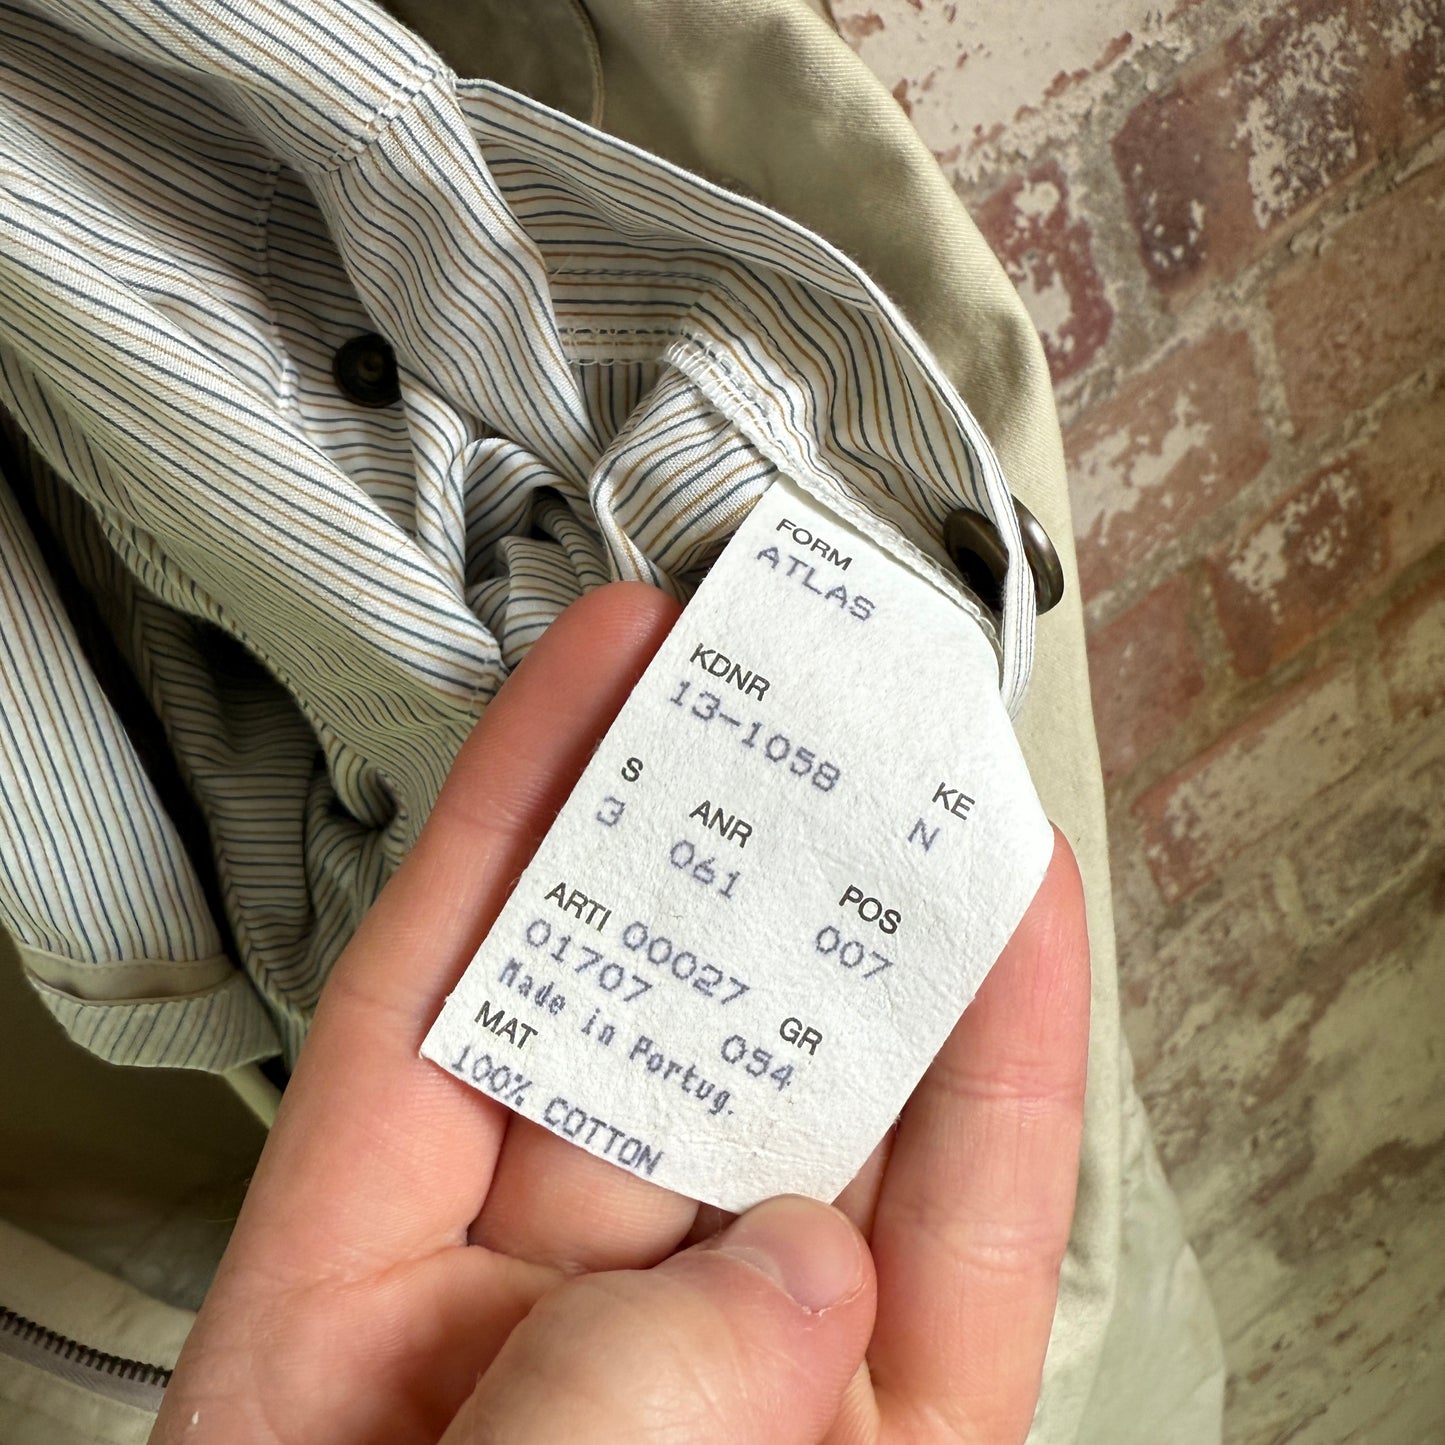 FORM
ATLAS
KDNR
13-1058
KE
N
S ANR
3 061
POS
007
ARTI 00027
01707
GR
054
Made in Portug.
MAT
100% COTTON